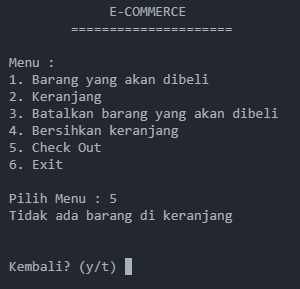 E-COMMERCE
=====================
Menu :
1. Barang yang akan dibeli
2. Keranjang
3. Batalkan barang yang akan dibeli
4. Bersihkan keranjang
5. Check Out
6. Exit
Pilih Menu : 5
Tidak ada barang di keranjang
Kembali? (y/t)